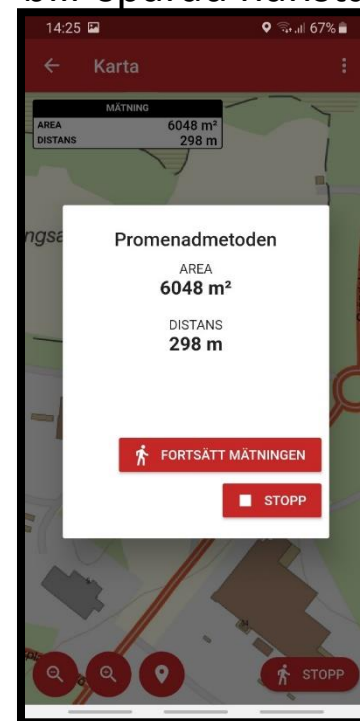 14:25 67%
Karta
MÄTNING
AREA 6048 m²
DISTANS 298 m
Promenadmetoden
AREA
6048 m²
DISTANS
298 m
FORTSÄTT MÄTNINGEN
STOPP
STOPP